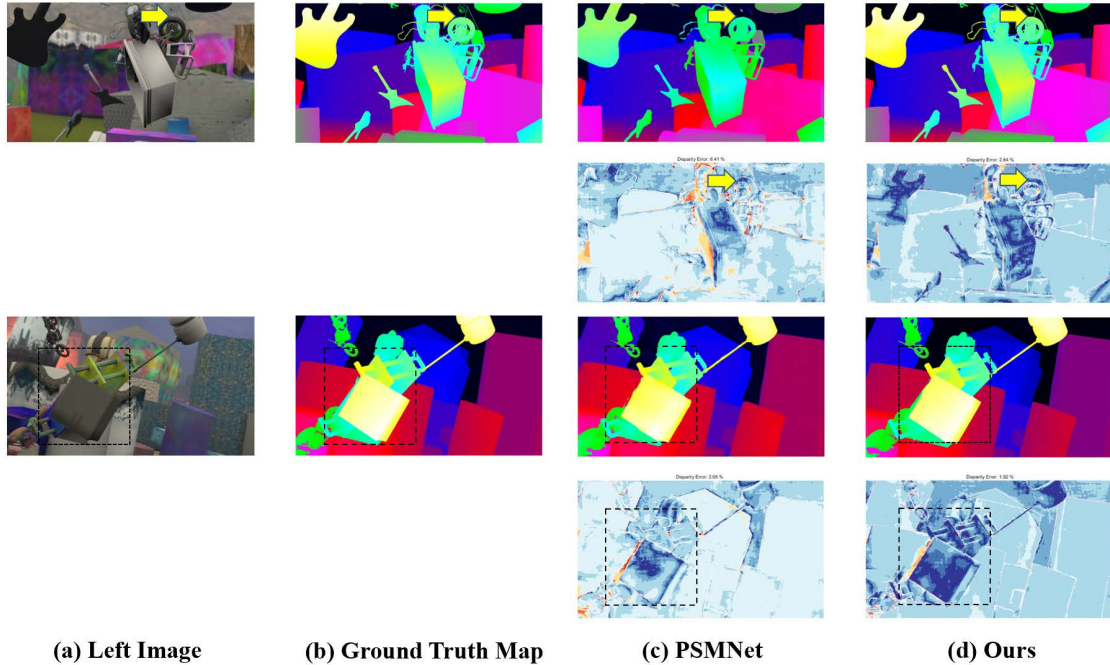 Disparity Error: 6.41 %
Disparity Error: 2.64 %
Disparity Error: 3.05 %
Disparity Error: 1.92 %
(a) Left Image
(b) Ground Truth Map
(c) PSMNet
(d) Ours